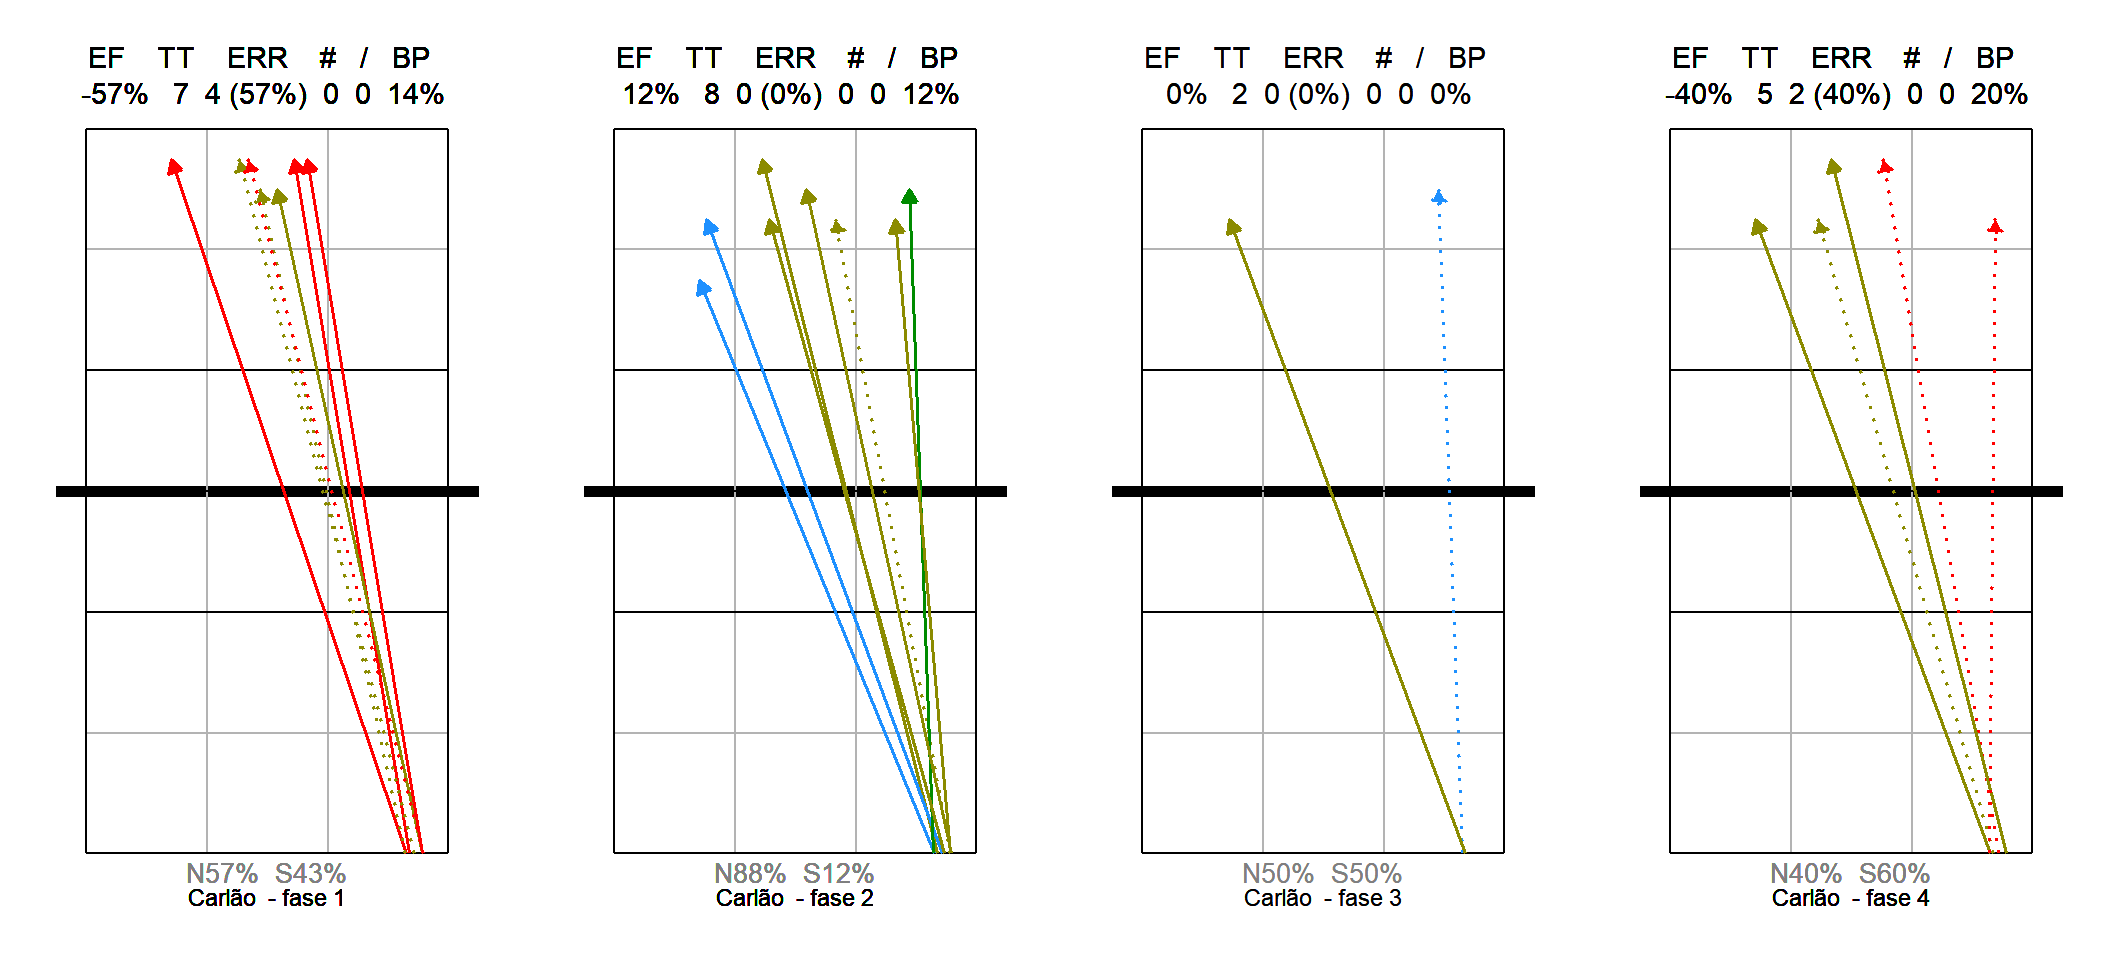 EF TT ERR # / BP
-57% 7 4 (57%) 0 0 14%
N57% S43%
Carlão - fase 1
EF TT ERR # / BP
12% 8 0 (0%) 0 0 12%
N88% S12%
Carlão - fase 2
EF TT ERR # / BP
0% 2 0 (0%) 0 0 0%
N50% S50%
Carlão - fase 3
EF TT ERR # / BP
-40% 5 2 (40%) 0 0 20%
N40% S60%
Carlão - fase 4